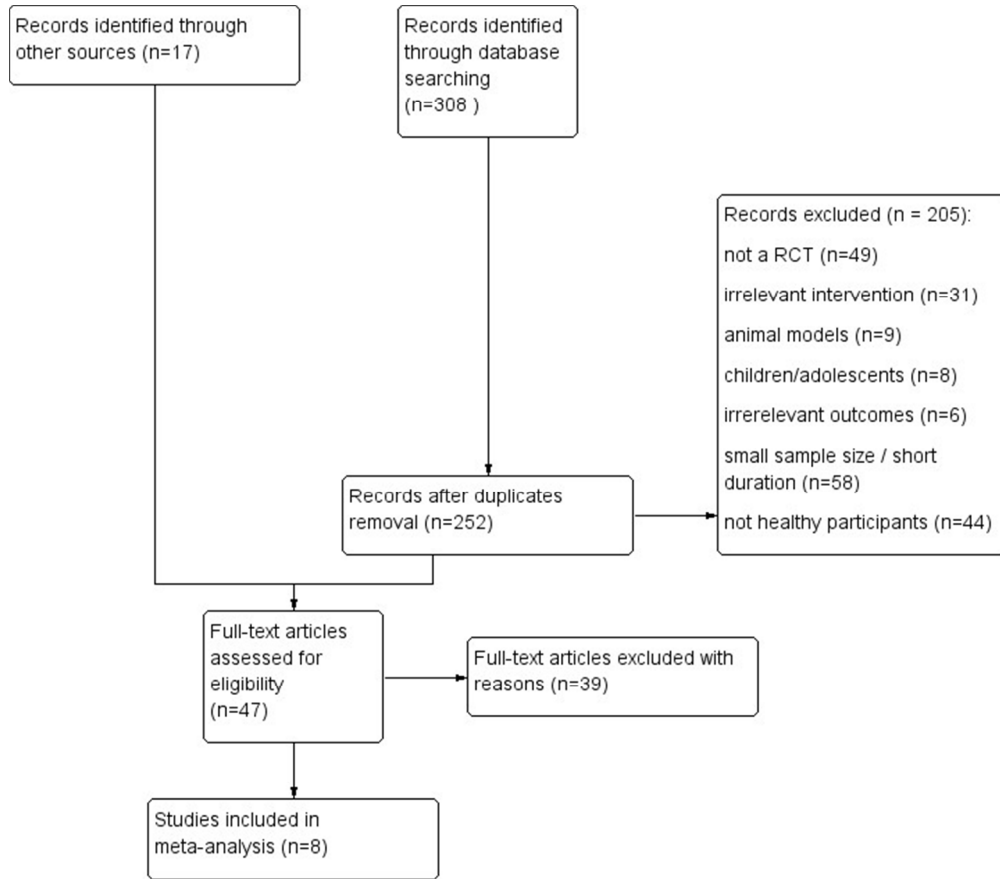 Records identified through
other sources (n=17)
Records identified
through database
searching
(n=308 )
Records excluded (n = 205):
not a RCT (n=49)
irrelevant intervention (n=31)
animal models (n=9)
children/adolescents (n=8)
irrerelevant outcomes (n=6)
small sample size / short
duration (n=58)
not healthy participants (n=44)
Records after duplicates
removal (n=252)
Full-text articles
assessed for
eligibility
(n=47)
Full-text articles excluded with
reasons (n=39)
Studies included in
meta-analysis (n=8)